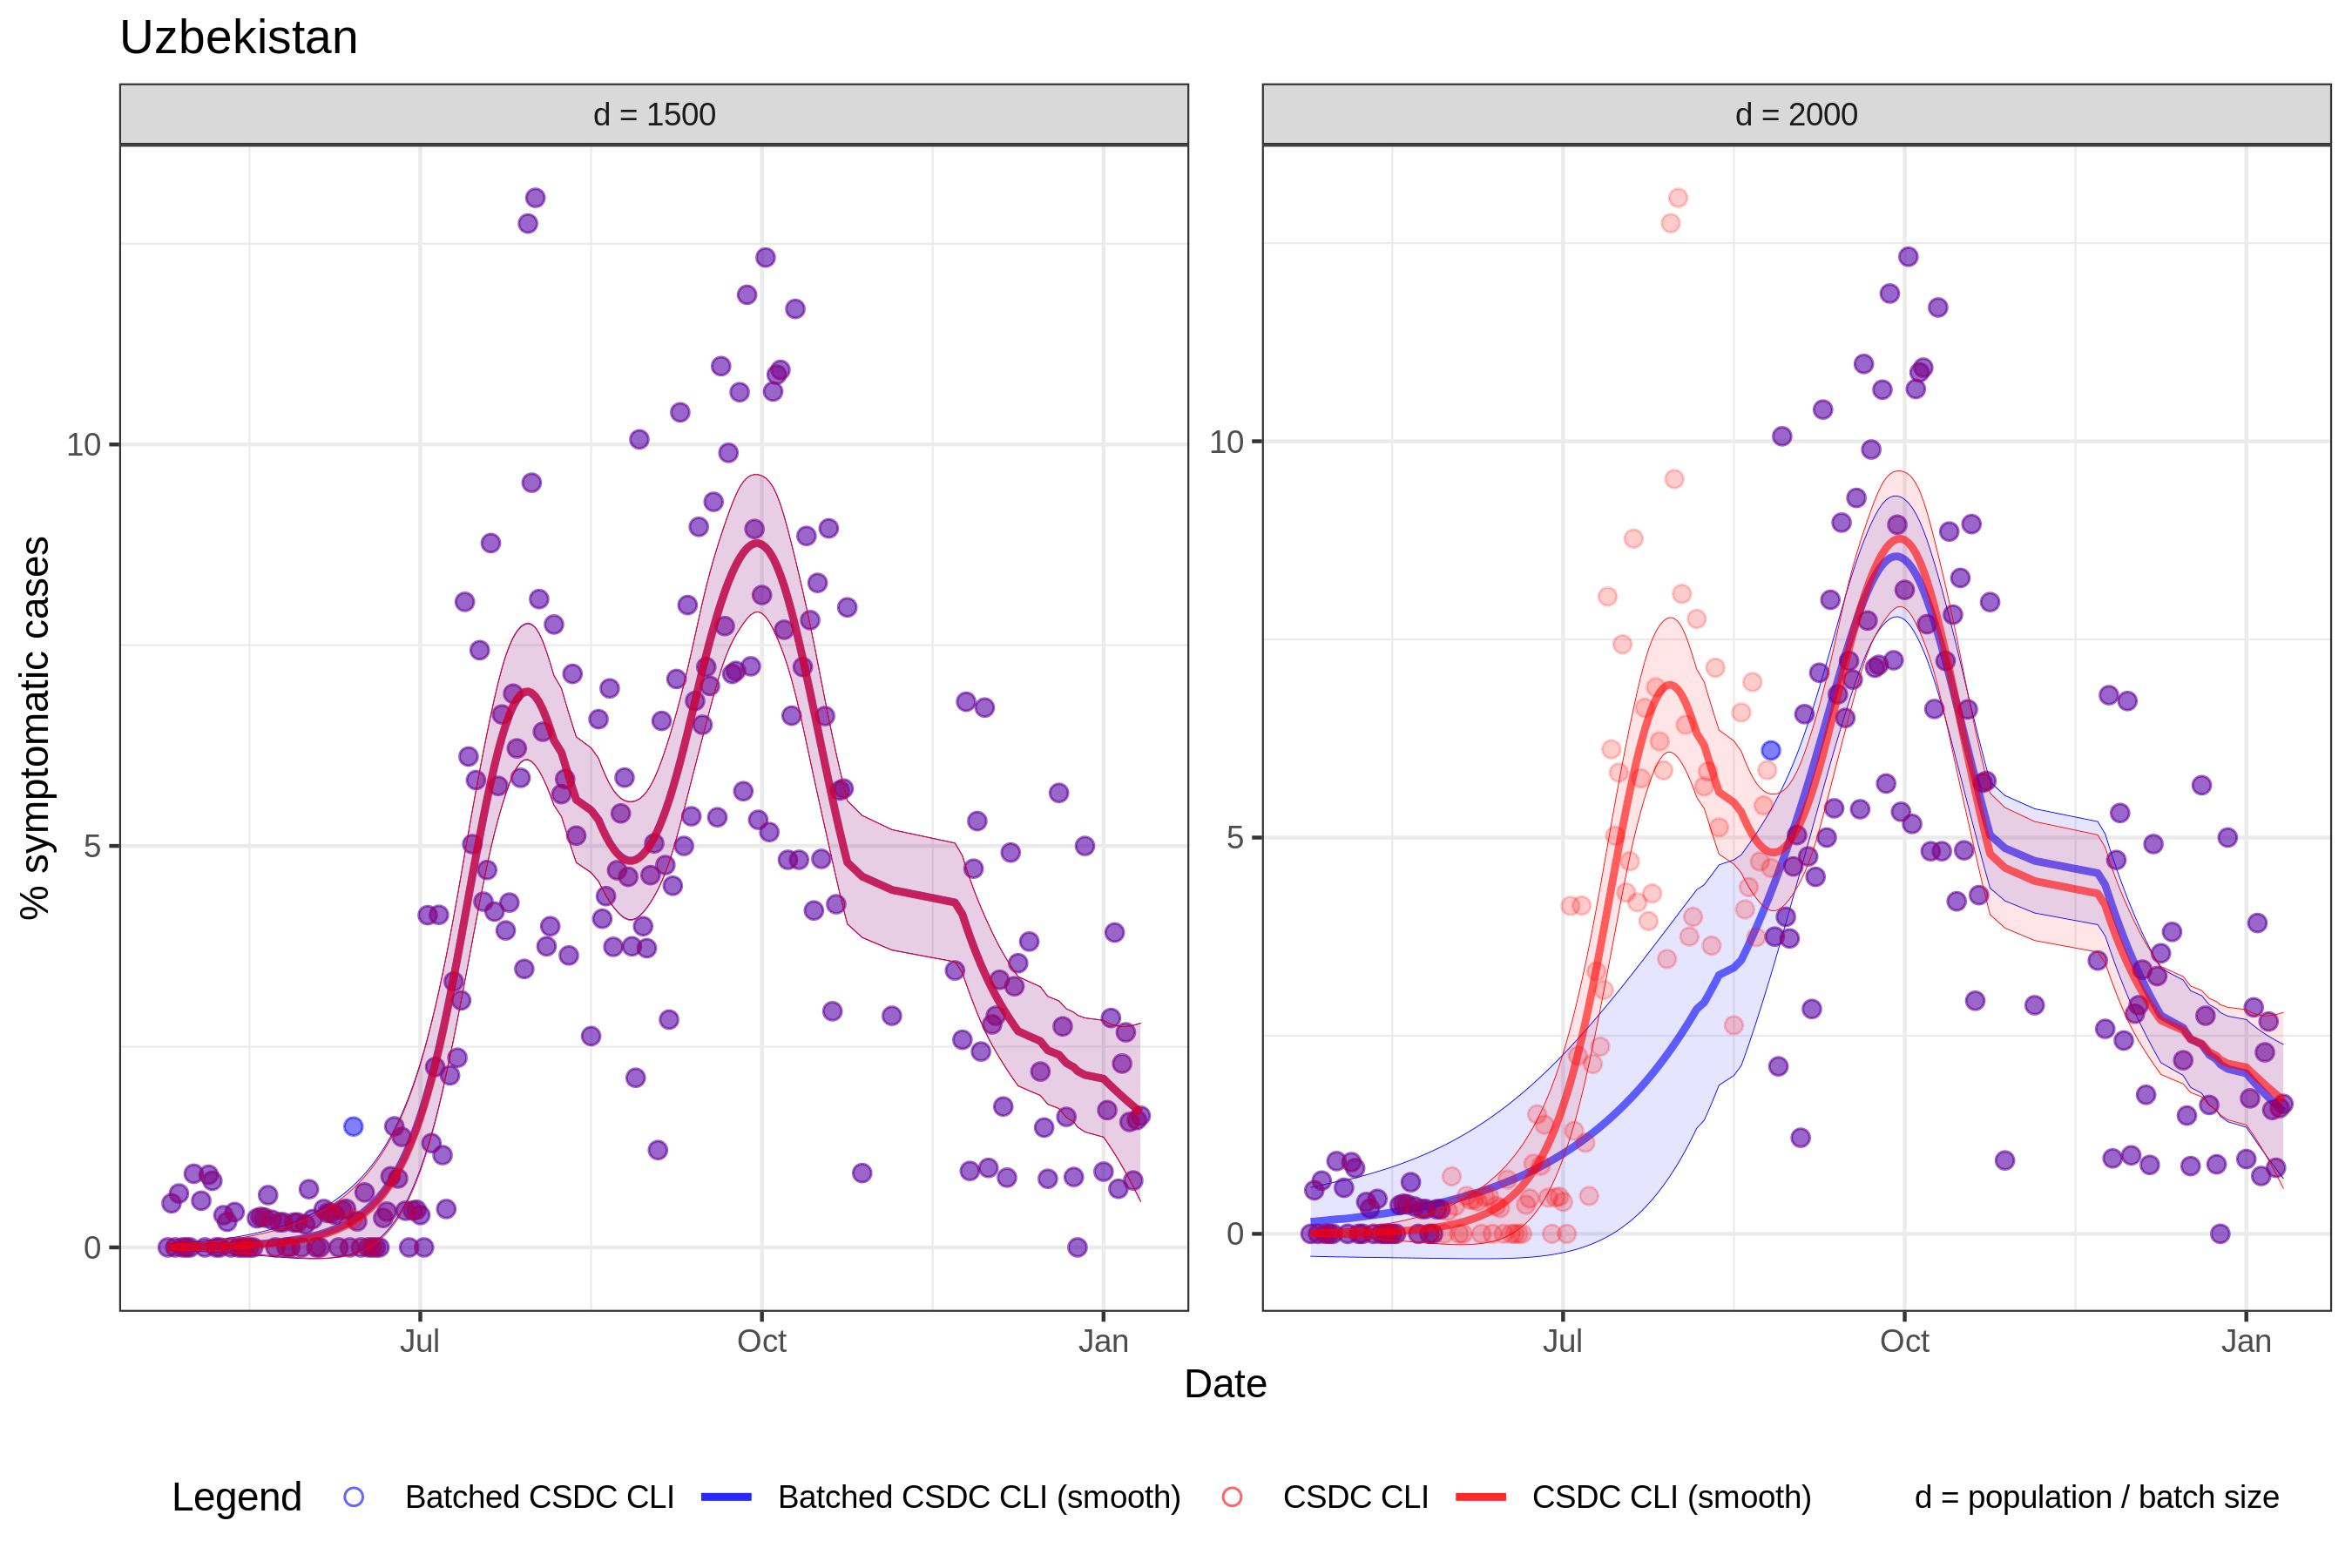 Uzbekistan
d = 1500
d = 2000
% symptomatic cases
10
5
0
10
5
0
Jul
Oct
Jan
Jul
Oct
Jan
Date
Legend
Batched CSDC CLI
Batched CSDC CLI (smooth)
CSDC CLI
CSDC CLI (smooth)
d = population / batch size